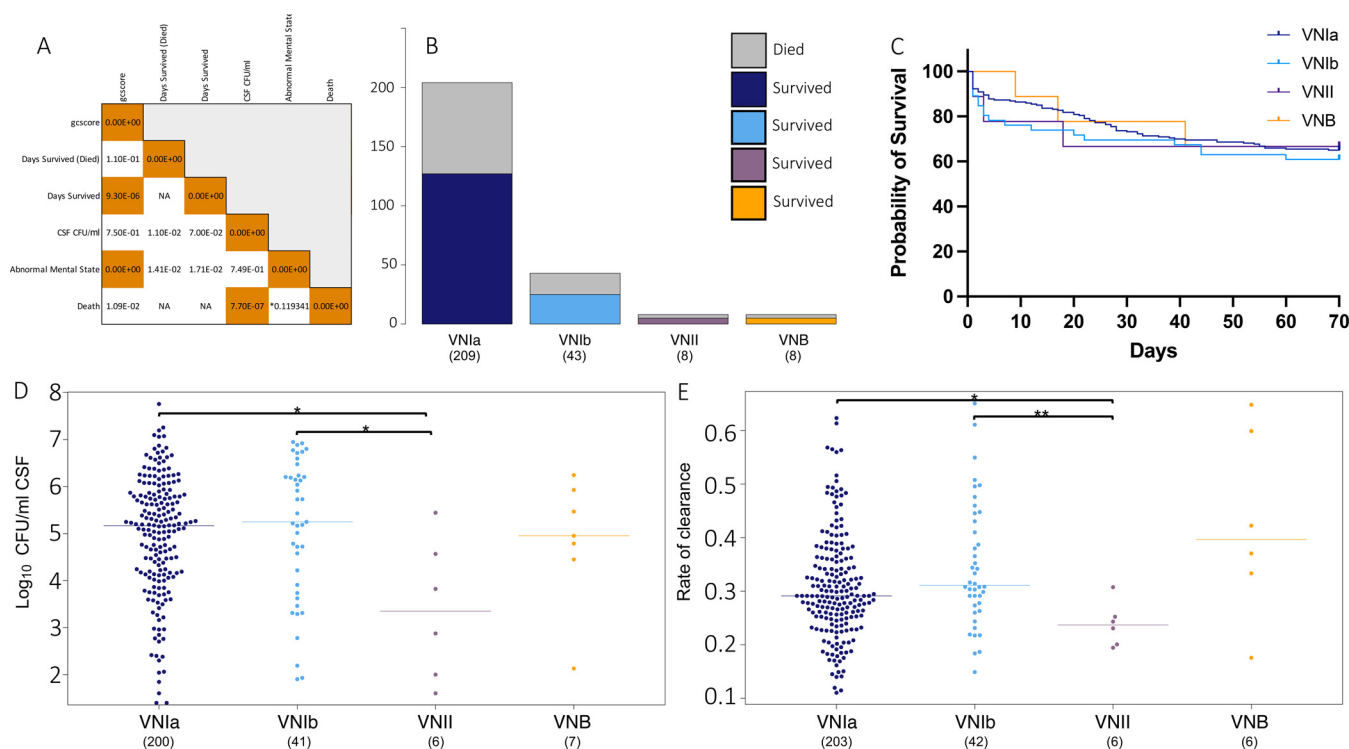 A
gcscore
Days Survived (Died)
Days Survived
CSF CFU/ml
Abnormal Mental State
Death
gcscore 0.00E+00
Days Survived (Died) 1.10E-01 0.00E+00
Days Survived 9.30E-06 NA 0.00E+00
CSF CFU/ml 7.50E-01 1.10E-02 7.00E-02 0.00E+00
Abnormal Mental State 0.00E+00 1.41E-02 1.71E-02 7.49E-01 0.00E+00
Death 1.09E-02 NA NA 7.70E-07 *0.119341 0.00E+00
B
200
150
100
50
0
VNIa VNIb VNII VNB
(209) (43) (8) (8)
Died
Survived
Survived
Survived
Survived
C
VNIa
VNIb
VNII
VNB
Probability of Survival
100
80
60
40
20
0
0 10 20 30 40 50 60 70
Days
D
Log10 CFU/ml CSF
8
7
6
5
4
3
2
*
*
VNIa VNIb VNII VNB
(200) (41) (6) (7)
E
Rate of clearance
0.6
0.5
0.4
0.3
0.2
0.1
*
**
VNIa VNIb VNII VNB
(203) (42) (6) (6)